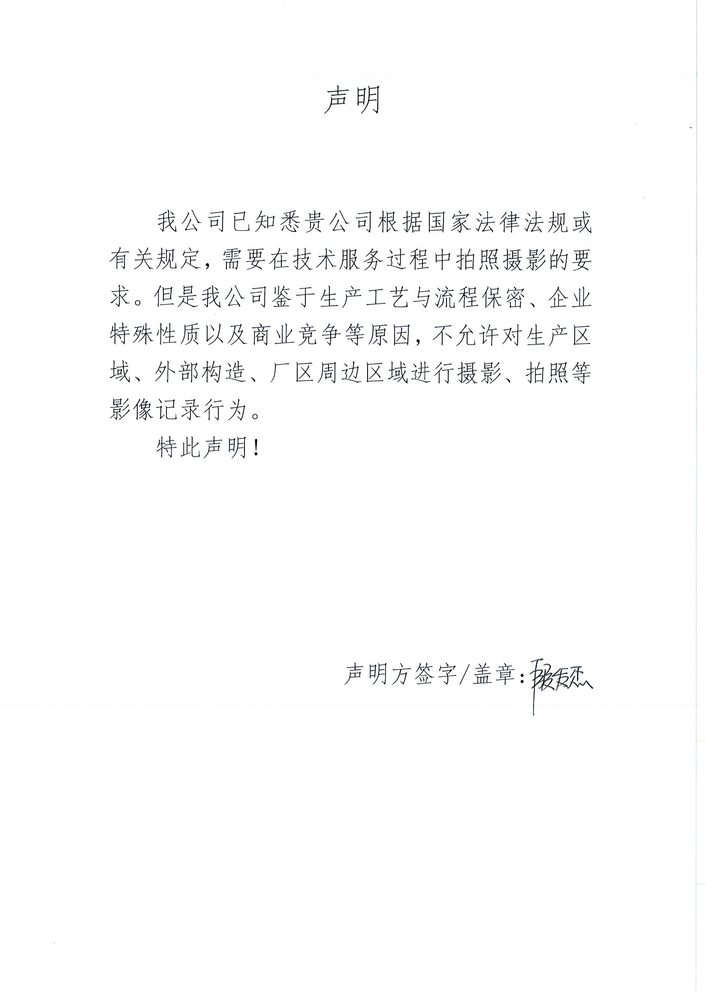 声明
我公司已知悉贵公司根据国家法律法规或
有关规定，需要在技术服务过程中拍照摄影的要
求。但是我公司鉴于生产工艺与流程保密、企业
特殊性质以及商业竞争等原因，不允许对生产区
域、外部构造、厂区周边区域进行摄影、拍照等
影像记录行为。
特此声明！
声明方签字/盖章：